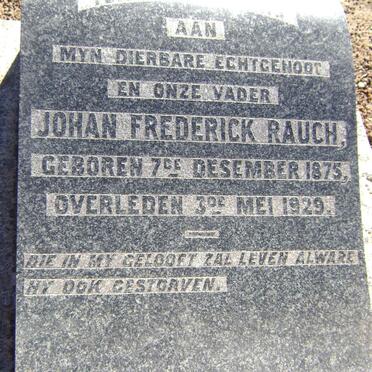 AAN
MYN DIERBARE ECHTGENOOT
EN ONZE VADER
JOHAN FREDERICK RAUCH,
GEBOREN 7DE DESEMBER 1875,
OVERLEDEN 3DE MEI 1929.
DIE IN MY GELOOFT ZAL LEVEN ALWARE
HY OOK GESTORVEN.